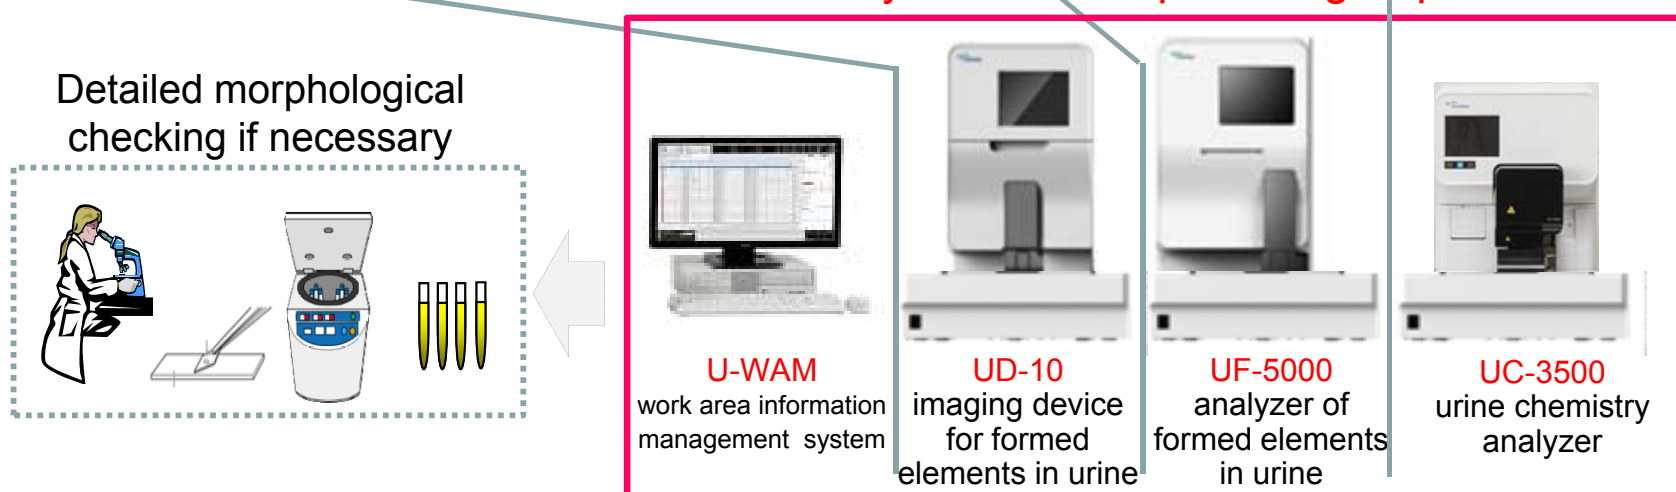 Detailed morphological
checking if necessary
U-WAM
work area information
management system
UD-10
imaging device
for formed
elements in urine
UF-5000
analyzer of
formed elements
in urine
UC-3500
urine chemistry
analyzer